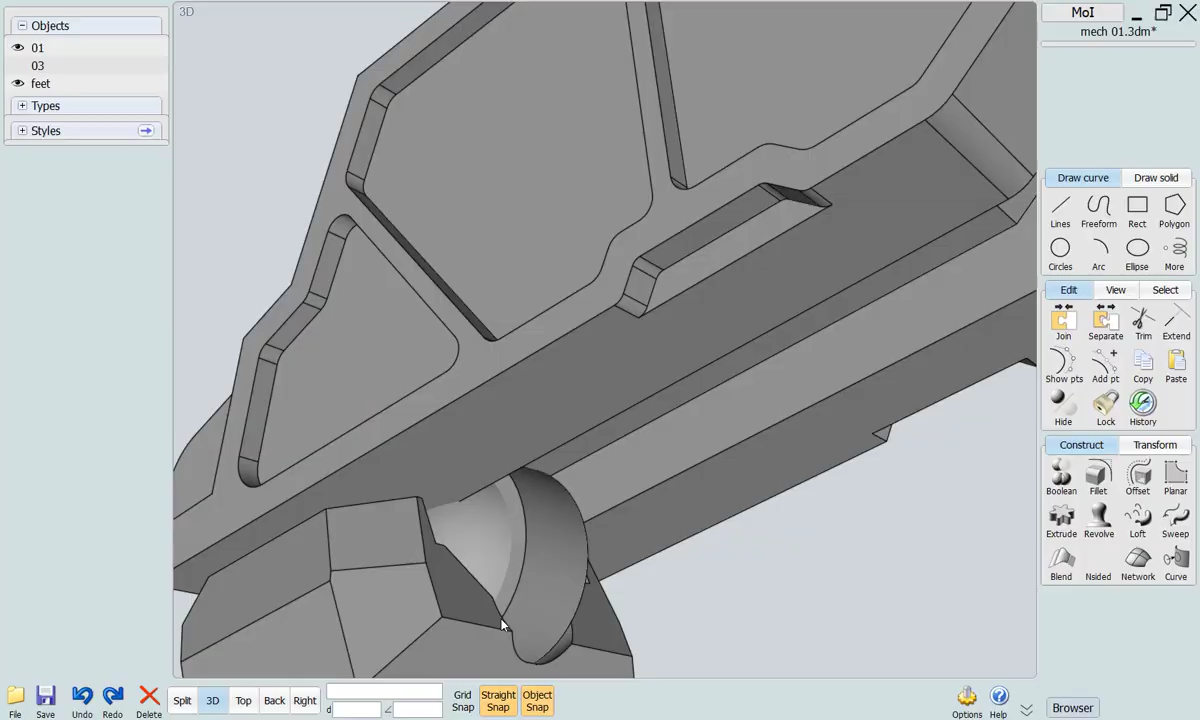 Objects
01
03
feet
Types
Styles
3D
MoI
mech 01.3dm*
Draw curve Draw solid
Lines Freeform Rect Polygon
Circles Arc Ellipse More
Edit View Select
Join Separate Trim Extend
Show pts Add pt Copy Paste
Hide Lock History
Construct Transform
Boolean Fillet Offset Planar
Extrude Revolve Loft Sweep
Blend Nsided Network Curve
File Save Undo Redo Delete
Split 3D Top Back Right
d
Grid Snap
Straight Snap
Object Snap
Options Help
Browser